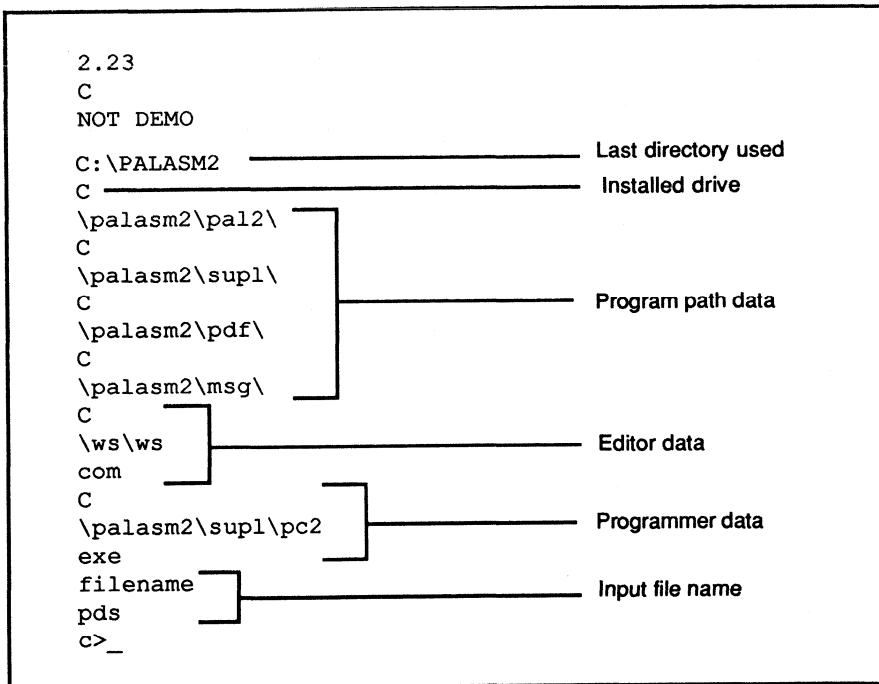 2.23
C
NOT DEMO
C:\PALASM2 Last directory used
C Installed drive
\palasm2\pal2\
C
\palasm2\supl\
C Program path data
\palasm2\pdf\
C
\palasm2\msg\
C
\ws\ws Editor data
com
C
\palasm2\supl\pc2 Programmer data
exe
filename Input file name
pds
c>_